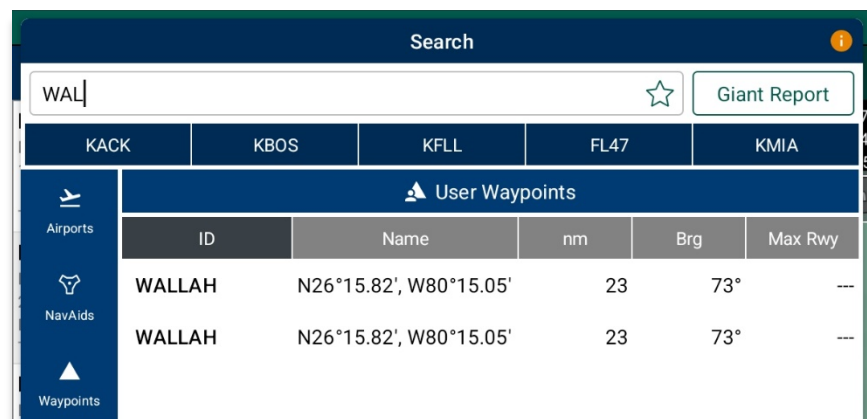 Search
WAL
Giant Report
KACK KBOS KFLL FL47 KMIA
User Waypoints
Airports
ID Name nm Brg Max Rwy
WALLAH N26°15.82', W80°15.05' 23 73° ---
NavAids
WALLAH N26°15.82', W80°15.05' 23 73° ---
Waypoints